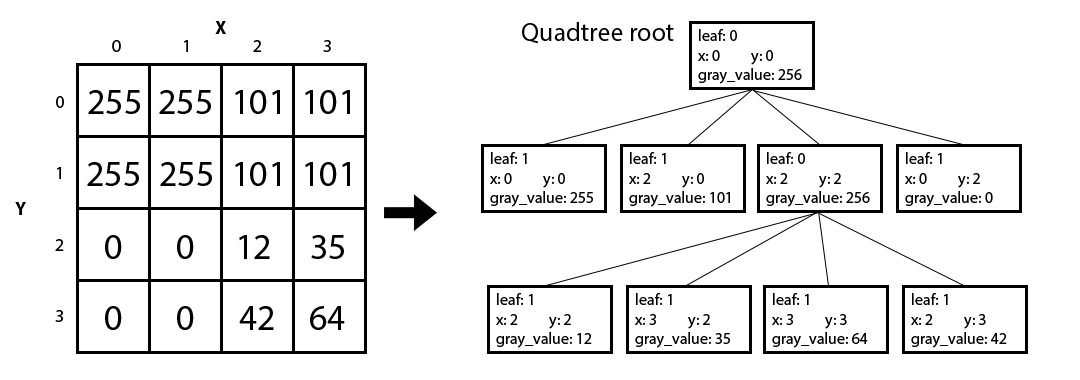 X
0 1 2 3
Y
0 255 255 101 101
1 255 255 101 101
2 0 0 12 35
3 0 0 42 64
Quadtree root
leaf: 0
x: 0 y: 0
gray_value: 256
leaf: 1
x: 0 y: 0
gray_value: 255
leaf: 1
x: 2 y: 0
gray_value: 101
leaf: 0
x: 2 y: 2
gray_value: 256
leaf: 1
x: 0 y: 2
gray_value: 0
leaf: 1
x: 2 y: 2
gray_value: 12
leaf: 1
x: 3 y: 2
gray_value: 35
leaf: 1
x: 3 y: 3
gray_value: 64
leaf: 1
x: 2 y: 3
gray_value: 42